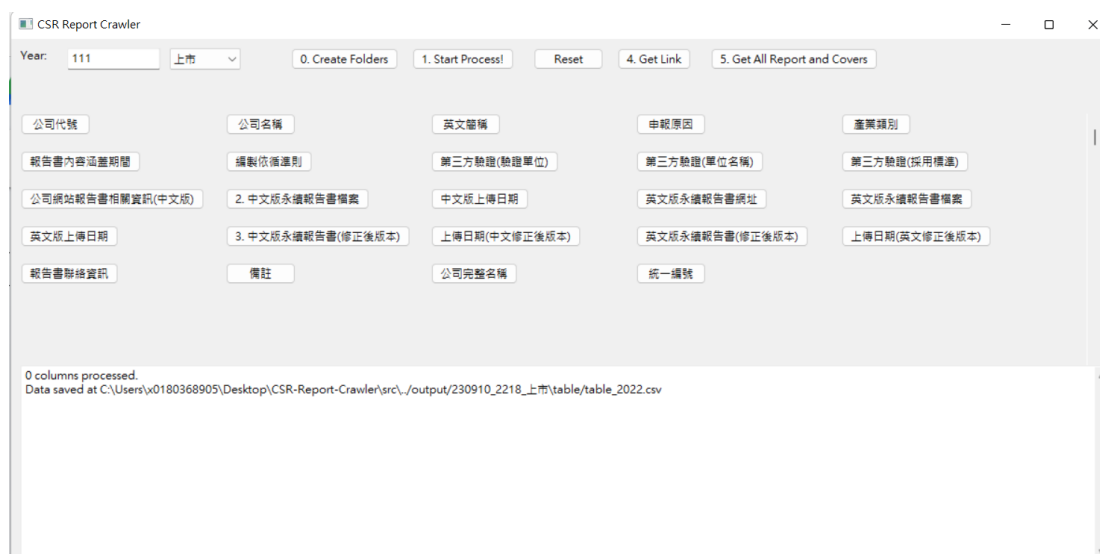 CSR Report Crawler
Year: 111 上市 0. Create Folders 1. Start Process! Reset 4. Get Link 5. Get All Report and Covers
公司代號 公司名稱 英文簡稱 申報原因 產業類別
報告書內容涵蓋期間 編製依循準則 第三方驗證(驗證單位) 第三方驗證(單位名稱) 第三方驗證(採用標準)
公司網站報告書相關資訊(中文版) 2. 中文版永續報告書檔案 中文版上傳日期 英文版永續報告書網址 英文版永續報告書檔案
英文版上傳日期 3. 中文版永續報告書(修正後版本) 上傳日期(中文修正後版本) 英文版永續報告書(修正後版本) 上傳日期(英文修正後版本)
報告書聯絡資訊 備註 公司完整名稱 統一編號
0 columns processed.
Data saved at C:\Users\x0180368905\Desktop\CSR-Report-Crawler\src\../output/230910_2218_上市\table/table_2022.csv